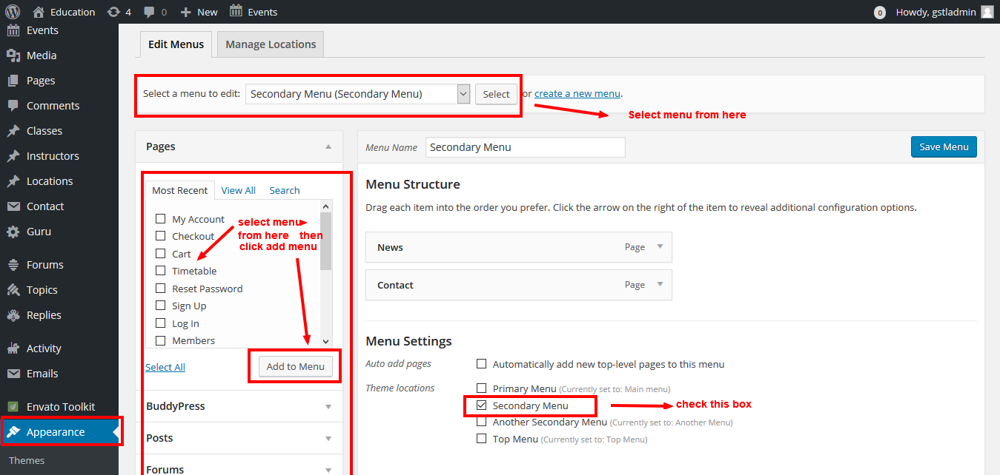 Education 4 0 New Events 0 Howdy, gstladmin
Events
Media
Pages
Comments
Classes
Instructors
Locations
Contact
Guru
Forums
Topics
Replies
Activity
Emails
Envato Toolkit
Appearance
Themes
Edit Menus Manage Locations
Select a menu to edit: Secondary Menu (Secondary Menu) Select or create a new menu.
Select menu from here
Pages
Most Recent View All Search
My Account
Checkout
Cart
Timetable
Reset Password
Sign Up
Log In
Members
select menu
from here then
click add menu
Select All Add to Menu
BuddyPress
Posts
Forums
Menu Name Secondary Menu Save Menu
Menu Structure
Drag each item into the order you prefer. Click the arrow on the right of the item to reveal additional configuration options.
News Page
Contact Page
Menu Settings
Auto add pages Automatically add new top-level pages to this menu
Theme locations Primary Menu (Currently set to: Main menu)
Secondary Menu check this box
Another Secondary Menu (Currently set to: Another Menu)
Top Menu (Currently set to: Top Menu)